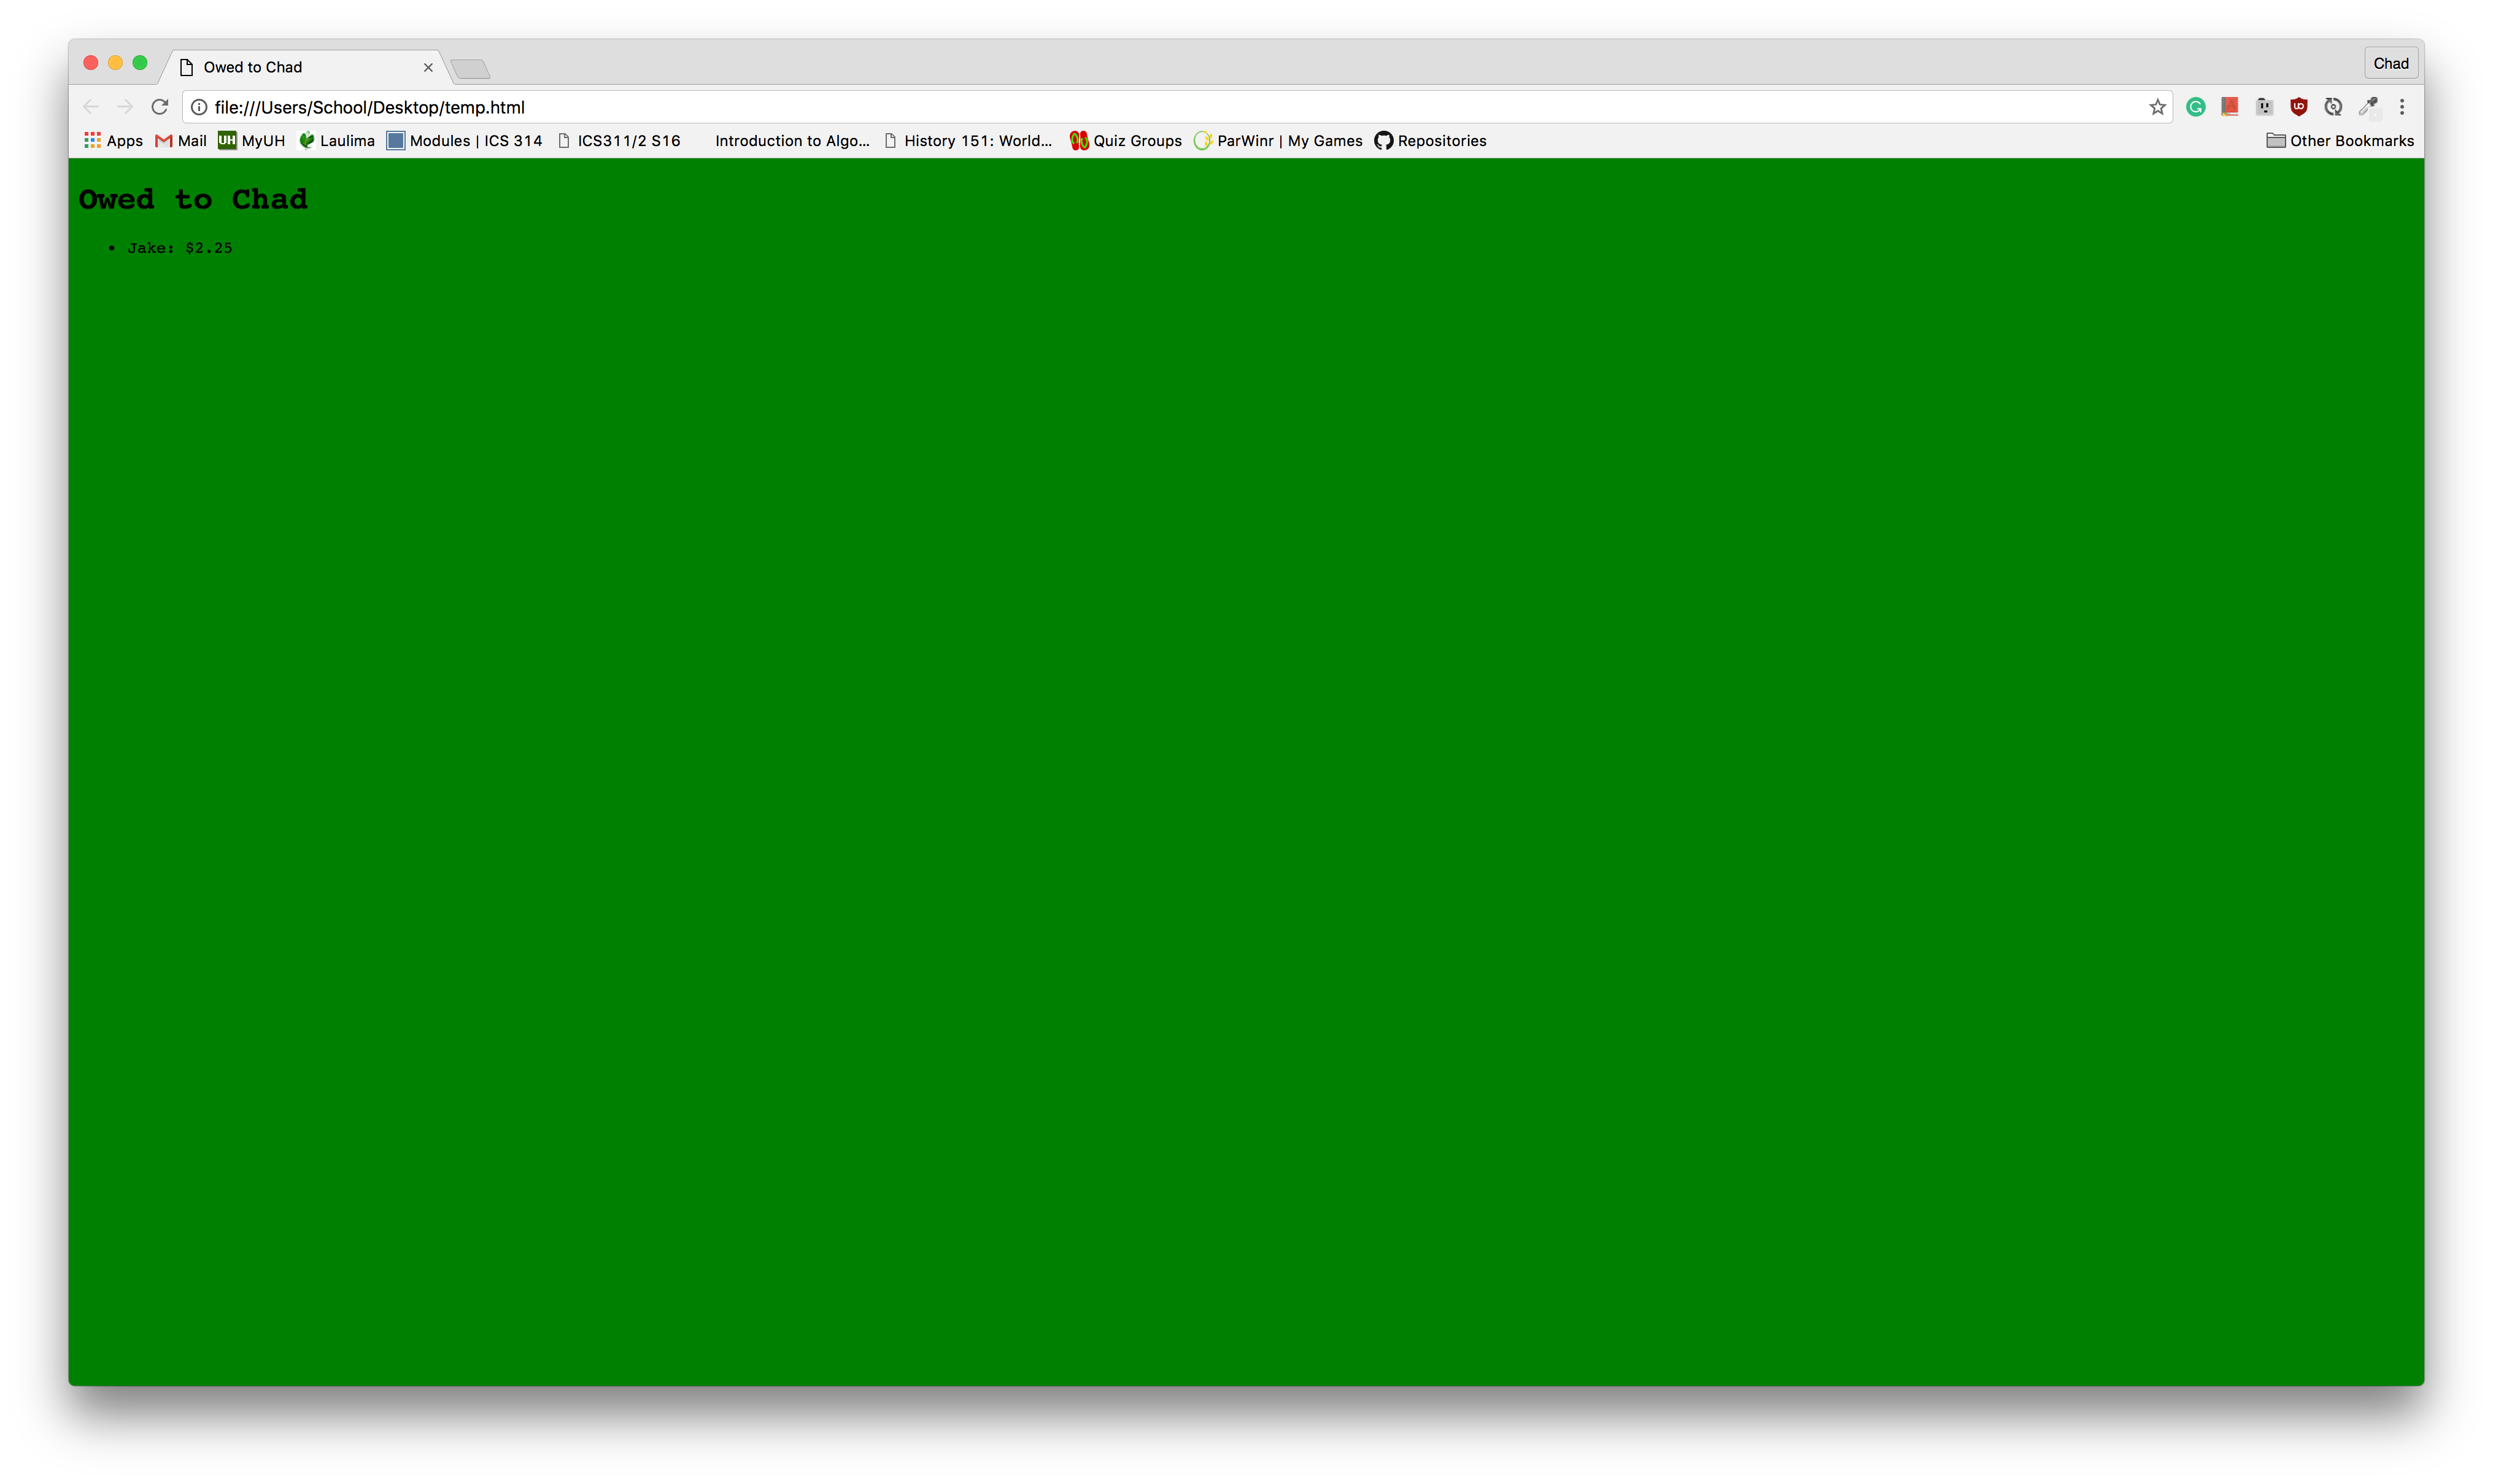 Owed to Chad
Chad
file:///Users/School/Desktop/temp.html
Apps Mail UH MyUH Laulima Modules | ICS 314 ICS311/2 S16 Introduction to Algo... History 151: World... Quiz Groups ParWinr | My Games Repositories Other Bookmarks
Owed to Chad
• Jake: $2.25